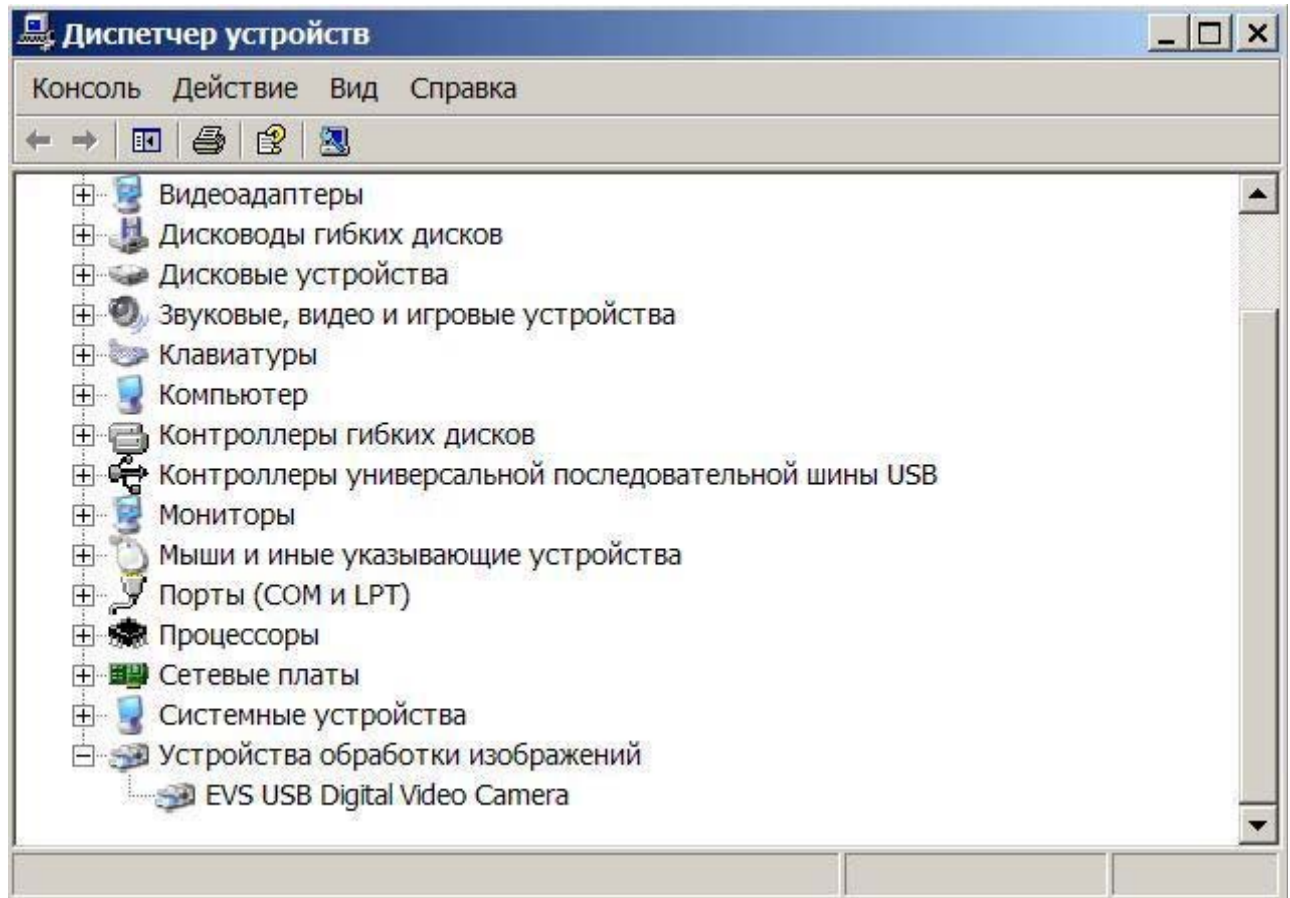 Диспетчер устройств
Консоль Действие Вид Справка
Видеоадаптеры
Дисководы гибких дисков
Дисковые устройства
Звуковые, видео и игровые устройства
Клавиатуры
Компьютер
Контроллеры гибких дисков
Контроллеры универсальной последовательной шины USB
Мониторы
Мыши и иные указывающие устройства
Порты (COM и LPT)
Процессоры
Сетевые платы
Системные устройства
Устройства обработки изображений
EVS USB Digital Video Camera